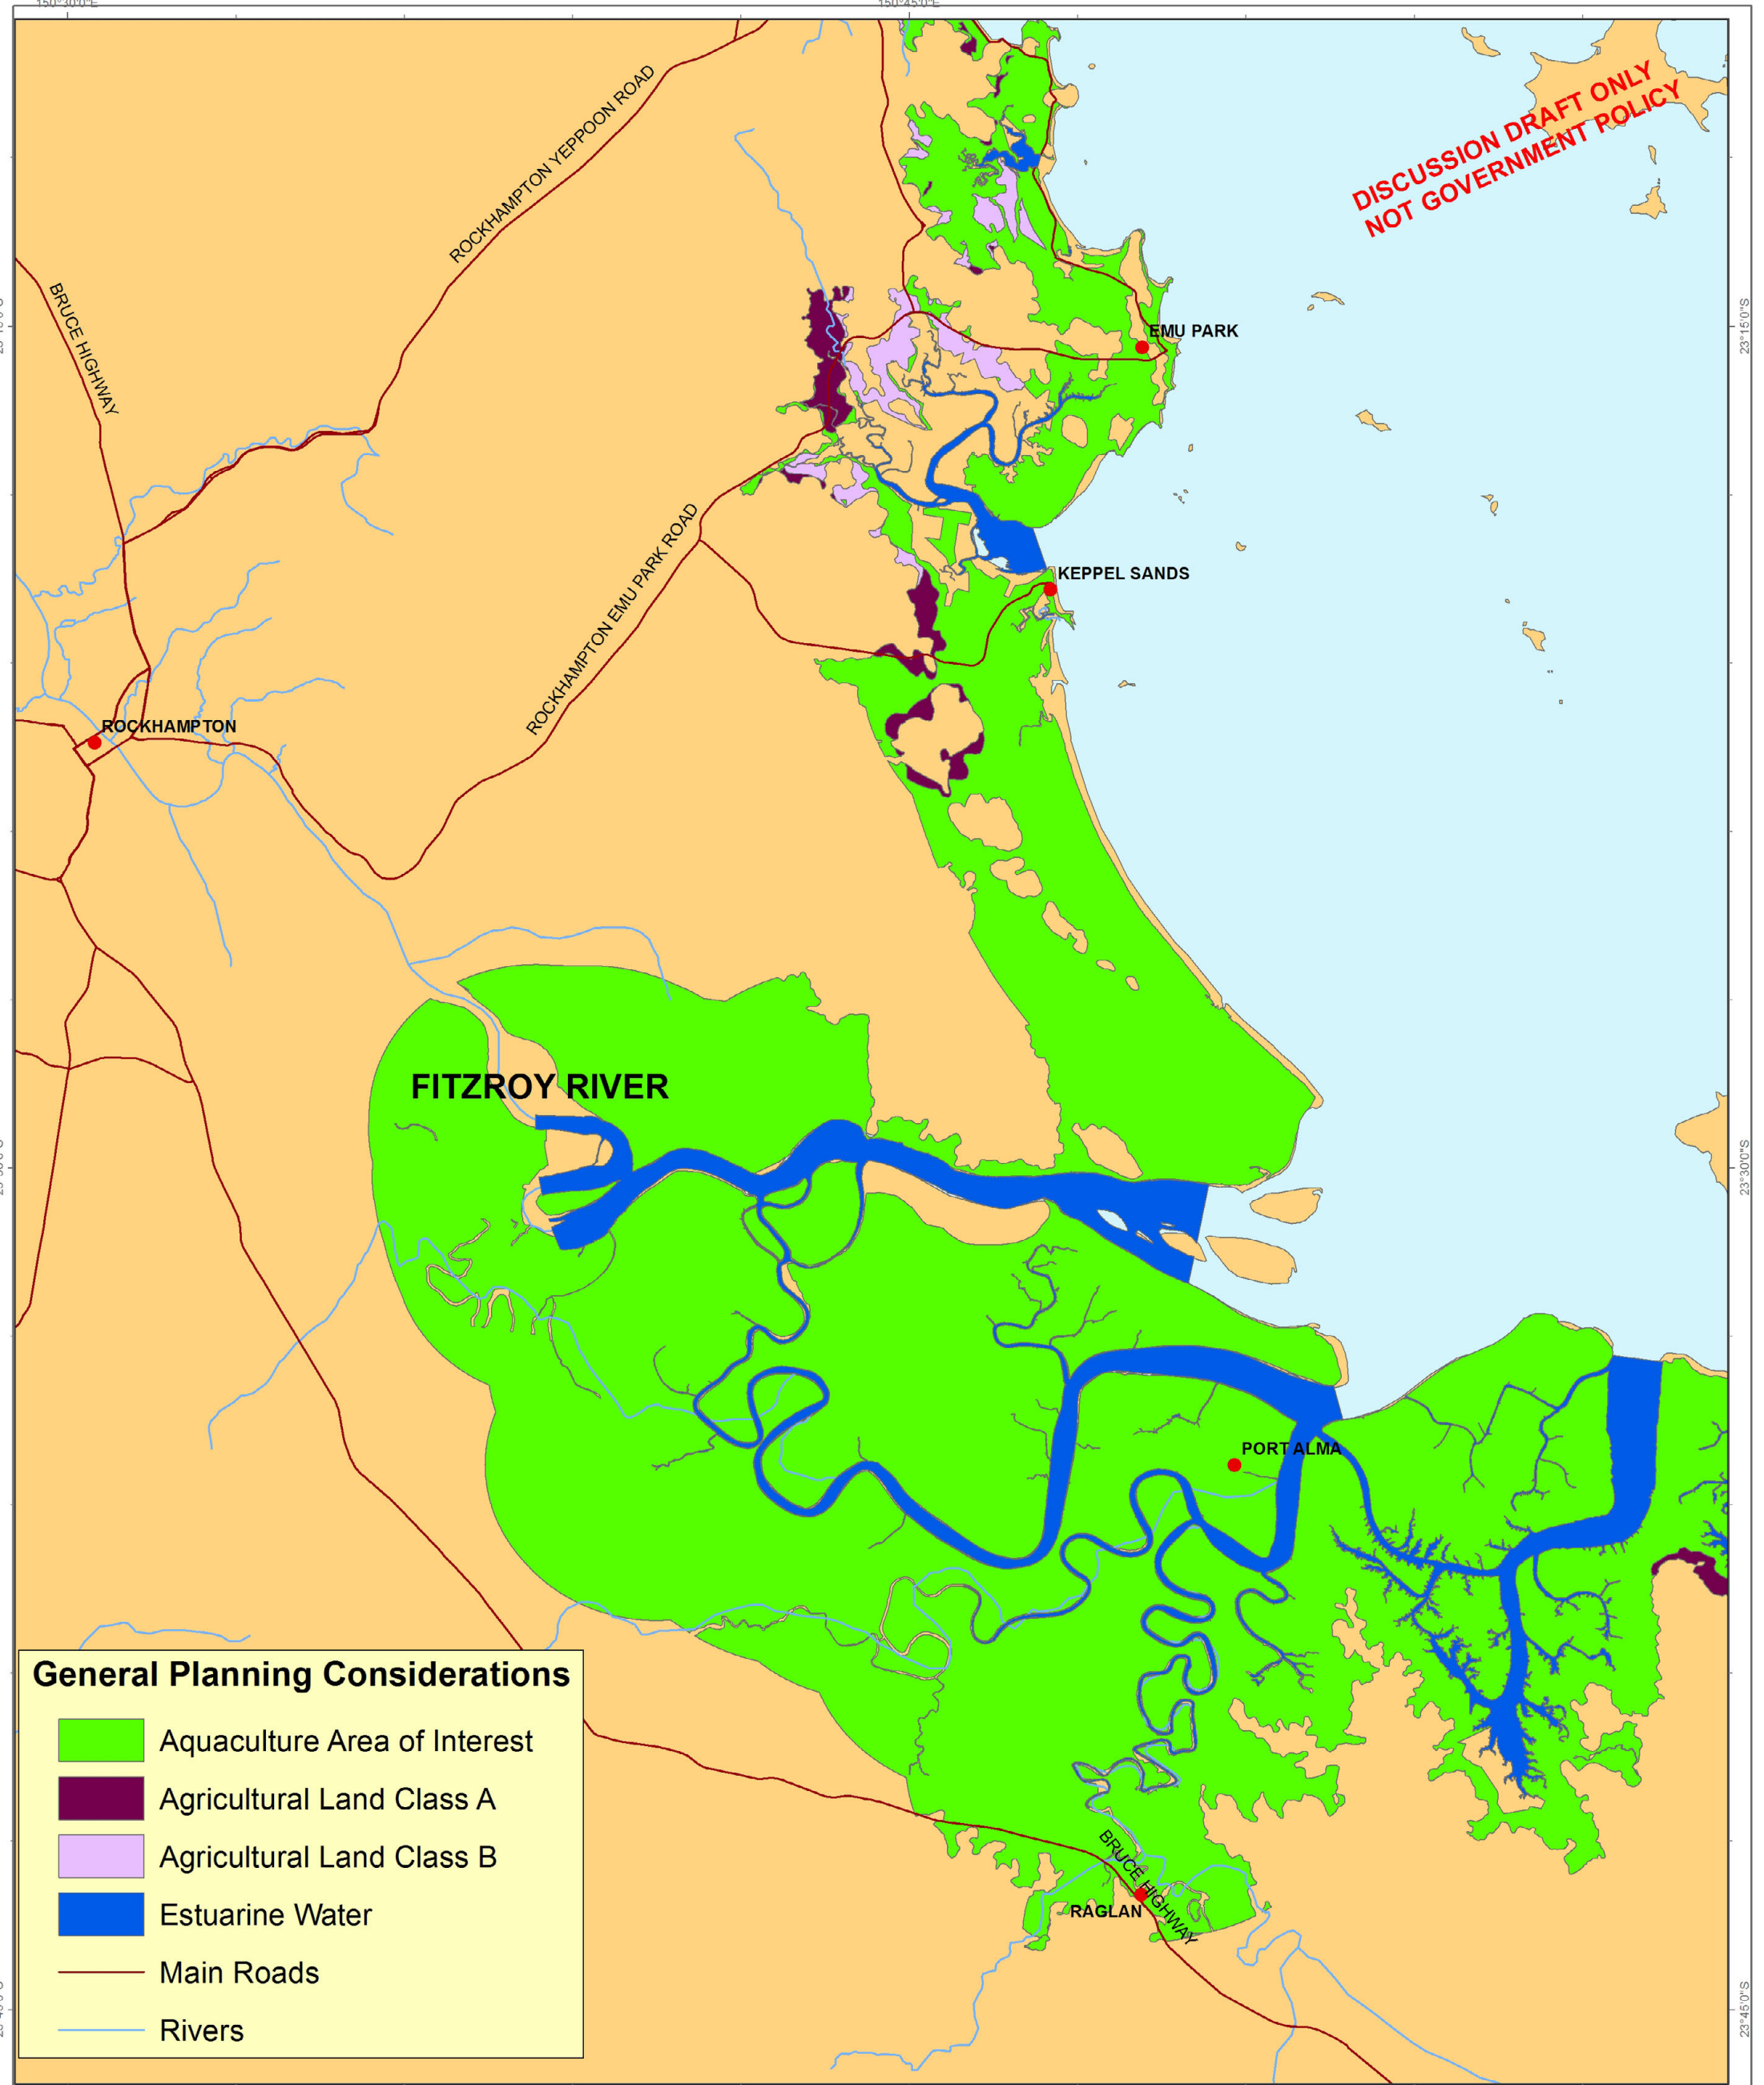 150°30'0"E
150°45'0"E
DISCUSSION DRAFT ONLY
NOT GOVERNMENT POLICY
ROCKHAMPTON YEPPOON ROAD
BRUCE HIGHWAY
EMU PARK
23°15'0"S
KEPPEL SANDS
ROCKHAMPTON EMU PARK ROAD
ROCKHAMPTON
FITZROY RIVER
23°30'0"S
PORT ALMA
General Planning Considerations
Aquaculture Area of Interest
Agricultural Land Class A
Agricultural Land Class B
Estuarine Water
Main Roads
Rivers
BRUCE HIGHWAY
RAGLAN
23°45'0"S